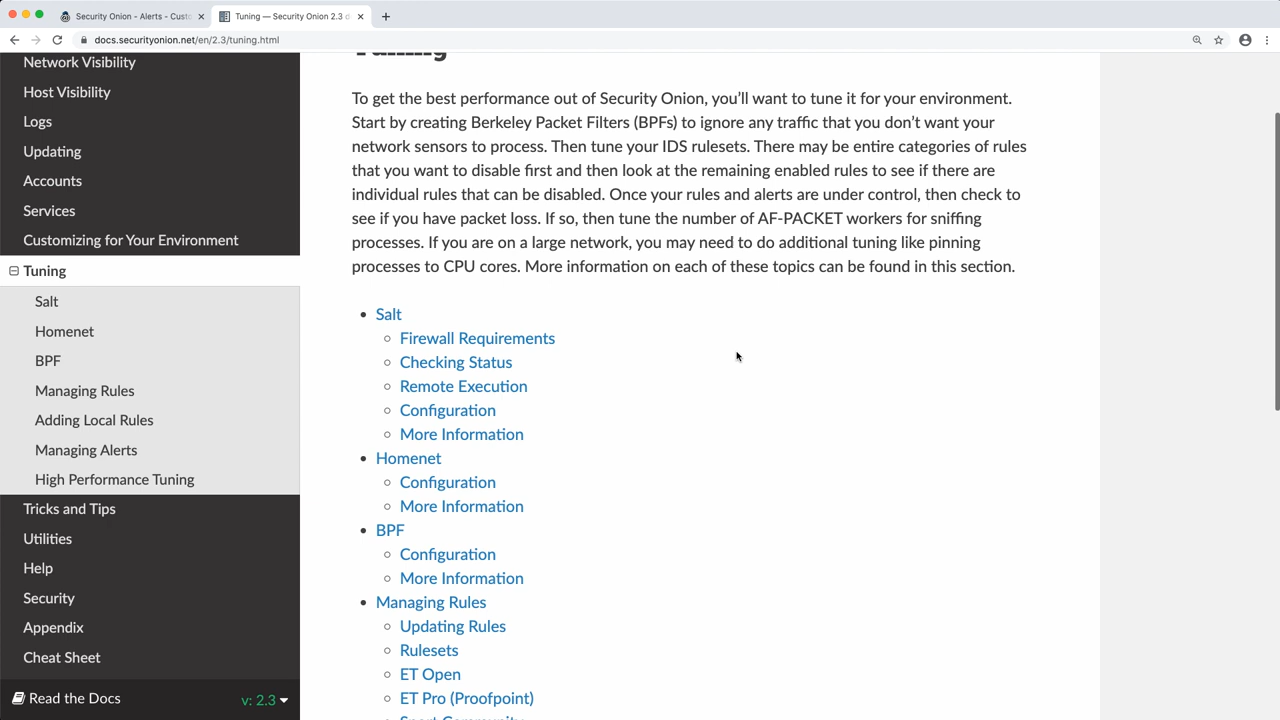 Security Onion - Alerts - Custo
Tuning — Security Onion 2.3 d
docs.securityonion.net/en/2.3/tuning.html
Network Visibility
Host Visibility
Logs
Updating
Accounts
Services
Customizing for Your Environment
Tuning
Salt
Homenet
BPF
Managing Rules
Adding Local Rules
Managing Alerts
High Performance Tuning
Tricks and Tips
Utilities
Help
Security
Appendix
Cheat Sheet
Read the Docs
v: 2.3
Tuning
To get the best performance out of Security Onion, you’ll want to tune it for your environment.
Start by creating Berkeley Packet Filters (BPFs) to ignore any traffic that you don’t want your
network sensors to process. Then tune your IDS rulesets. There may be entire categories of rules
that you want to disable first and then look at the remaining enabled rules to see if there are
individual rules that can be disabled. Once your rules and alerts are under control, then check to
see if you have packet loss. If so, then tune the number of AF-PACKET workers for sniffing
processes. If you are on a large network, you may need to do additional tuning like pinning
processes to CPU cores. More information on each of these topics can be found in this section.
Salt
Firewall Requirements
Checking Status
Remote Execution
Configuration
More Information
Homenet
Configuration
More Information
BPF
Configuration
More Information
Managing Rules
Updating Rules
Rulesets
ET Open
ET Pro (Proofpoint)
Snort Community